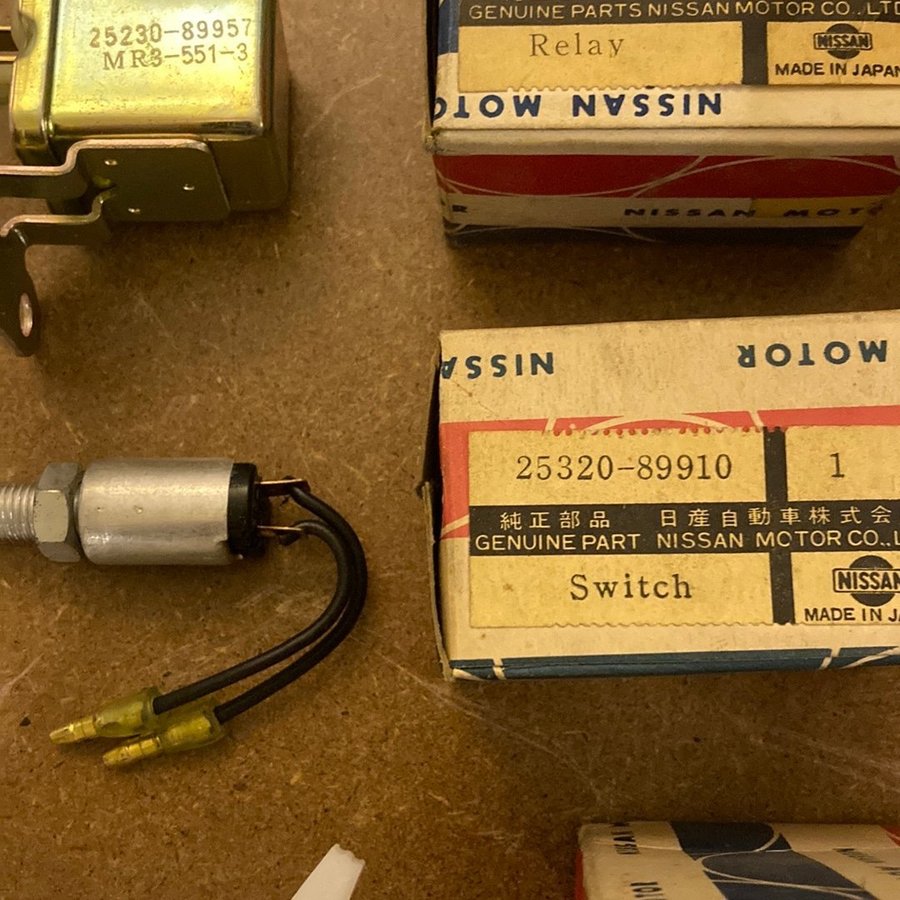 25230-89957
MR3-551-3
GENUINE PARTS NISSAN MOTOR CO., LTD
Relay
NISSAN
MADE IN JAPAN
NISSAN MOTO
NISSAN MOTO
NISSA MOTOR M
25320-89910 1
純正部品 日産自動車株式会
GENUINE PART NISSAN MOTOR CO., L
Switch
NISSAN
MADE IN JA